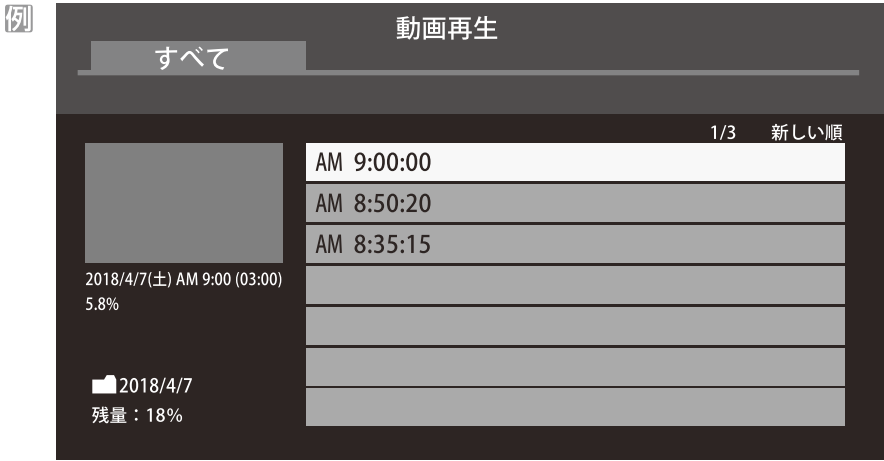 例
動画再生
すべて
1/3 新しい順
AM 9:00:00
AM 8:50:20
AM 8:35:15
2018/4/7(土) AM 9:00 (03:00)
5.8%
2018/4/7
残量：18%